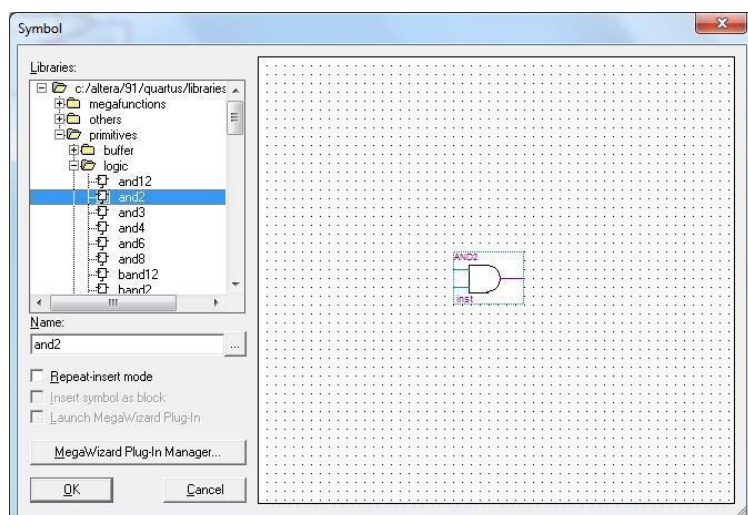 Symbol
Libraries:
c:/altera/91/quartus/libraries
megafunctions
others
primitives
buffer
logic
and12
and2
and3
and4
and6
and8
band12
band2
Name:
and2
...
Repeat-insert mode
Insert symbol as block
Launch MegaWizard Plug-In
MegaWizard Plug-In Manager...
OK
Cancel
AND2
inst